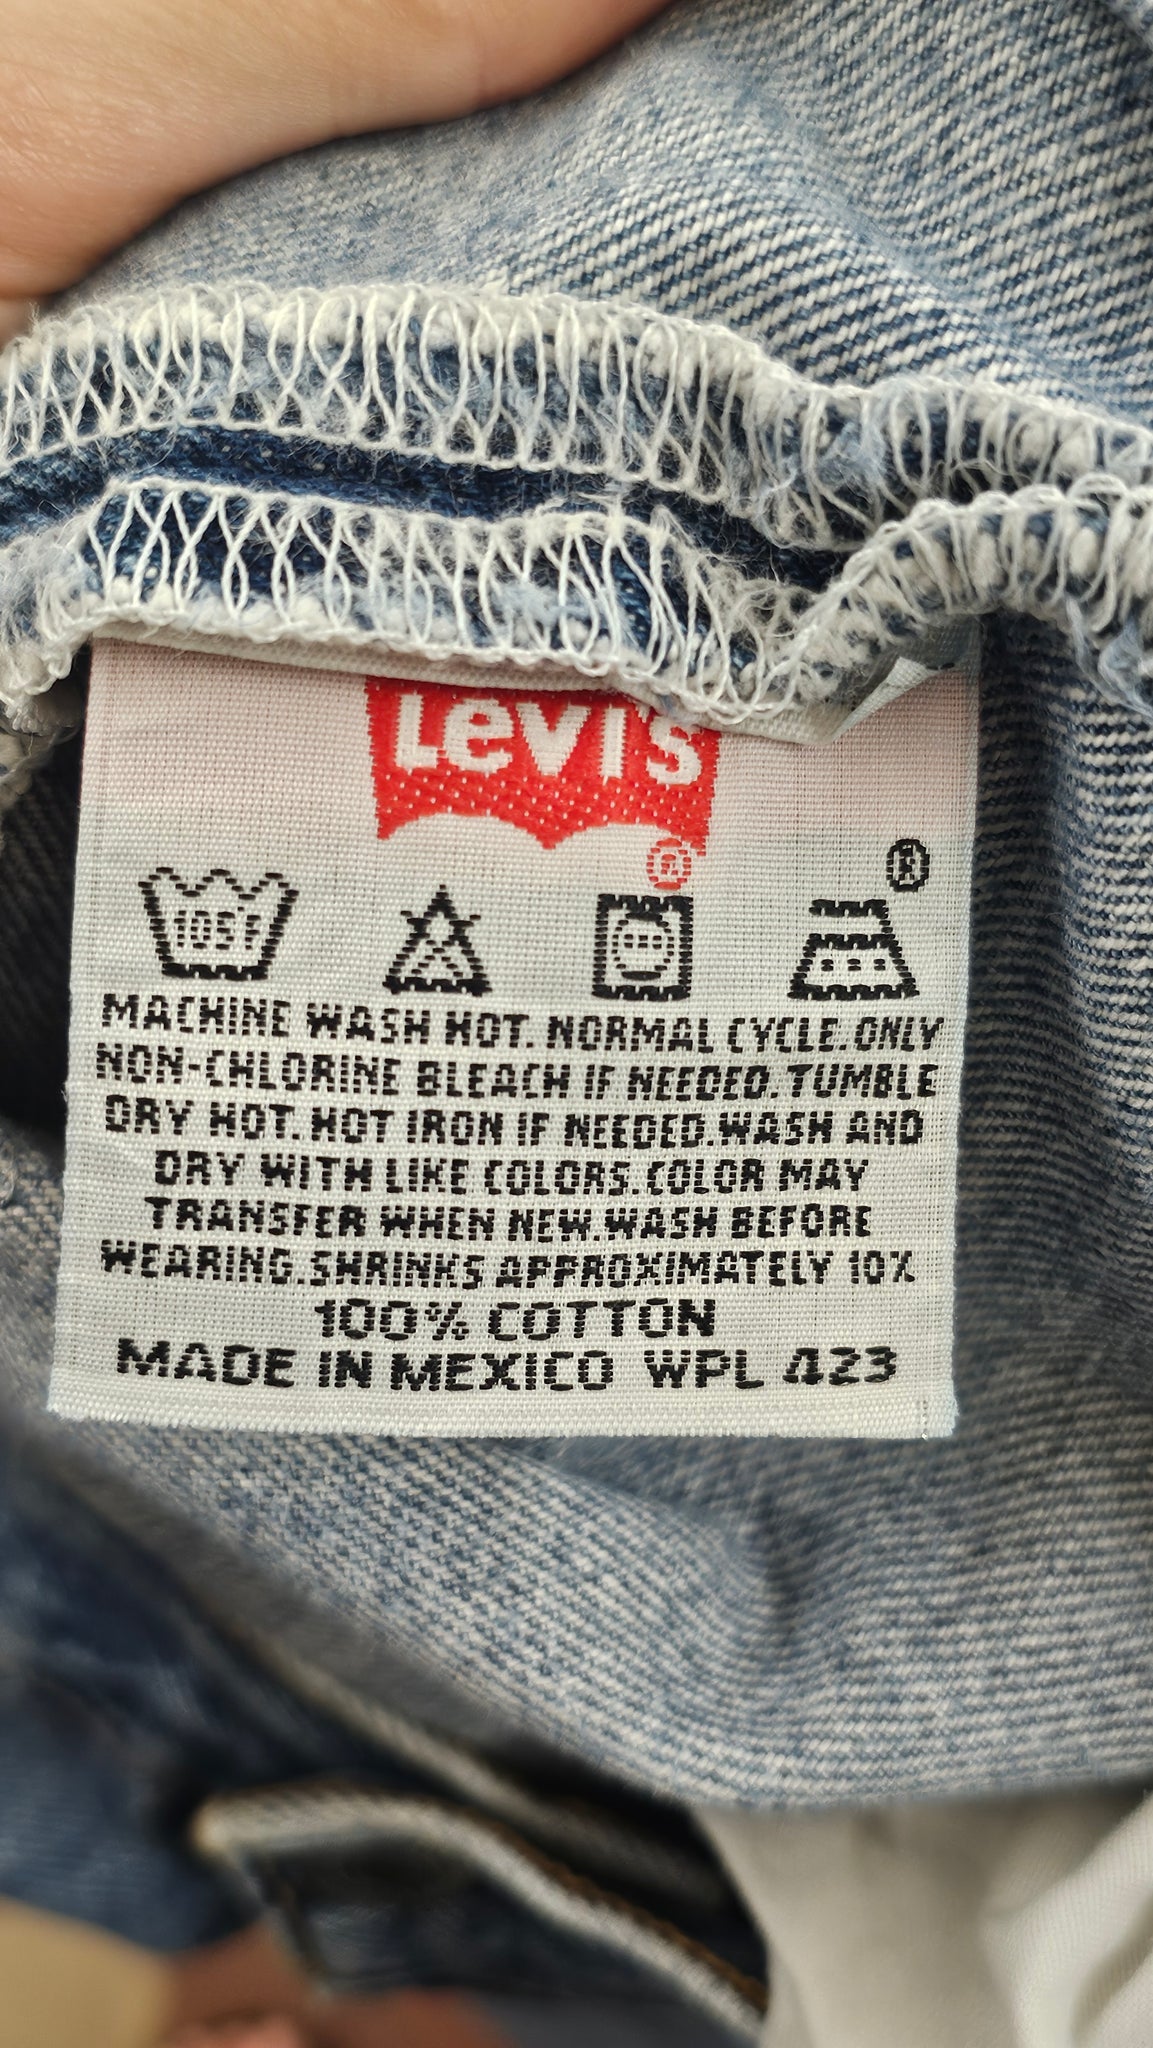 Levi's
®
®
105°F
MACHINE WASH HOT. NORMAL CYCLE. ONLY
NON-CHLORINE BLEACH IF NEEDED. TUMBLE
DRY HOT. HOT IRON IF NEEDED. WASH AND
DRY WITH LIKE COLORS. COLOR MAY
TRANSFER WHEN NEW. WASH BEFORE
WEARING. SHRINKS APPROXIMATELY 10%
100% COTTON
MADE IN MEXICO WPL 423